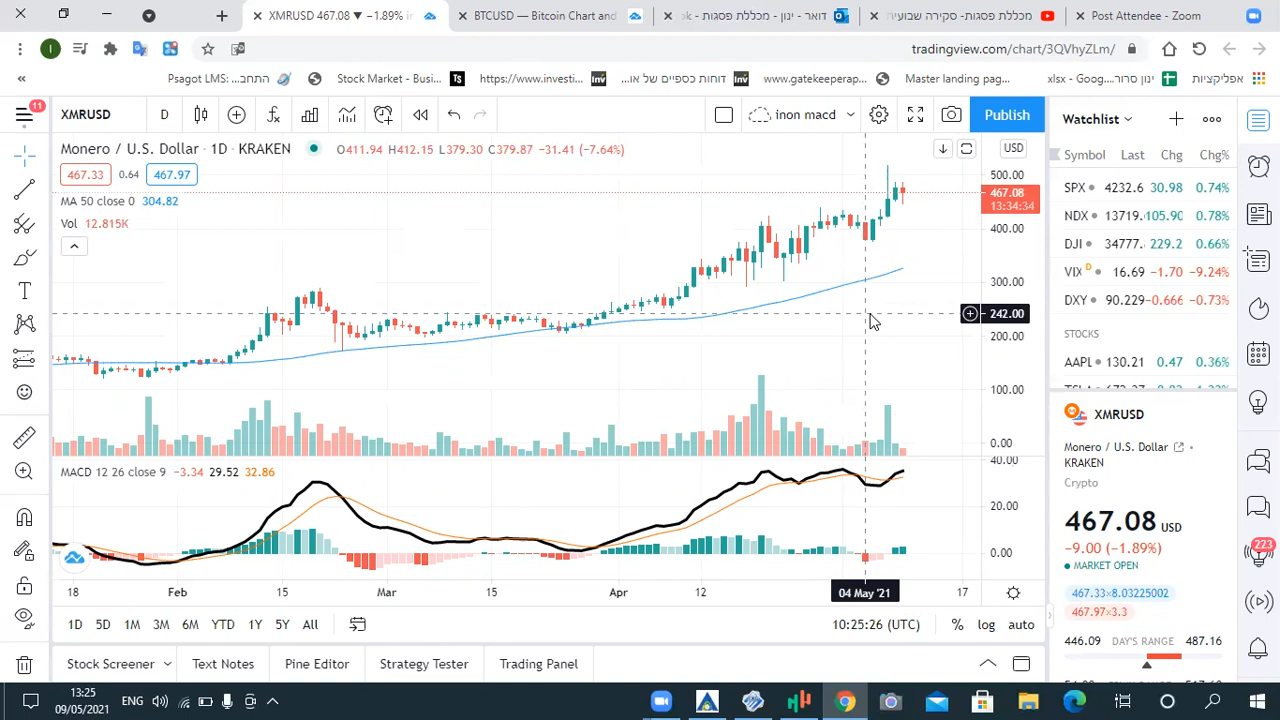 XMRUSD 467.08 ▼ −1.89% in
BTCUSD — Bitcoin Chart and
דואר - ינון - מכללת פסגות - Ok
מכללת פסגות- סקירה שבועית
Post Attendee - Zoom
tradingview.com/chart/3QVhyZLm/
«
Psagot LMS: התחב...
Stock Market - Busi...
https://www.investi...
דוחות כספיים של או...
www.gatekeeperap...
Master landing pag...
ינון סרור.xlsx - Goog...
אפליקציות
11
XMRUSD
D
inon macd
Publish
Monero / U.S. Dollar · 1D · KRAKEN
O411.94 H412.15 L379.30 C379.87 −31.41 (−7.64%)
467.33
0.64
467.97
MA 50 close 0 304.82
Vol 12.815K
USD
500.00
467.08
13:34:34
400.00
300.00
242.00
200.00
100.00
0.00
MACD 12 26 close 9 −3.34 29.52 32.86
40.00
20.00
0.00
18
Feb
15
Mar
15
Apr
12
04 May '21
17
1D 5D 1M 3M 6M YTD 1Y 5Y All
10:25:26 (UTC)
% log auto
Stock Screener
Text Notes
Pine Editor
Strategy Tester
Trading Panel
Watchlist
Symbol Last Chg Chg%
SPX 4232.6 30.98 0.74%
NDX 13719. 105.90 0.78%
DJI 34777. 229.2 0.66%
VIX D 16.69 −1.70 −9.24%
DXY 90.229 −0.666 −0.73%
STOCKS
AAPL 130.21 0.47 0.36%
XMRUSD
Monero / U.S. Dollar
KRAKEN
Crypto
467.08 USD
−9.00 (−1.89%)
MARKET OPEN
467.33×8.03225002
467.97×3.3
446.09 DAY'S RANGE 487.16
223
13:25
09/05/2021
ENG